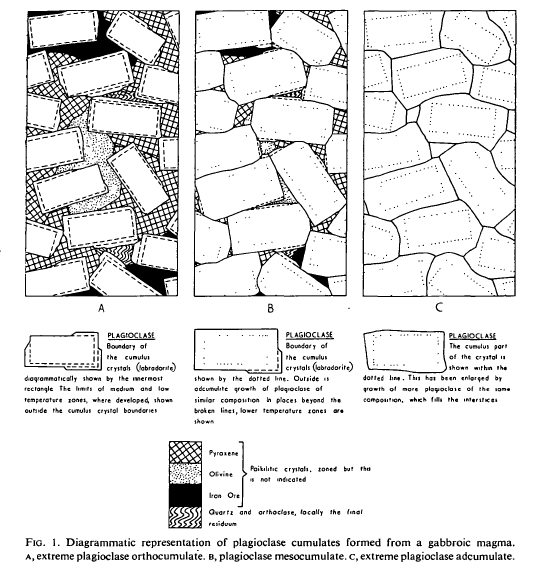 A
B
C
PLAGIOCLASE
Boundary of
the cumulus
crystals (labradorite)
diagrammatically shown by the innermost
rectangle The limits of medium and low
temperature zones, where developed, shown
outside the cumulus crystal boundaries
PLAGIOCLASE
Boundary of
the cumulus
crystals (labradorite)
shown by the dotted line. Outside is
adcumulate growth of plagioclase of
similar composition In places beyond the
broken lines, lower temperature zones are
shown
PLAGIOCLASE
The cumulus part
of the crystal is
shown within the
dotted line. This has been enlarged by
growth of more plagioclase of the same
composition, which fills the interstices
Pyroxene
Olivine
Iron Ore
Poikilitic crystals, zoned but this
is not indicated
Quartz and orthoclase, locally the final
residuum
FIG. 1. Diagrammatic representation of plagioclase cumulates formed from a gabbroic magma.
A, extreme plagioclase orthocumulate. B, plagioclase mesocumulate. C, extreme plagioclase adcumulate.